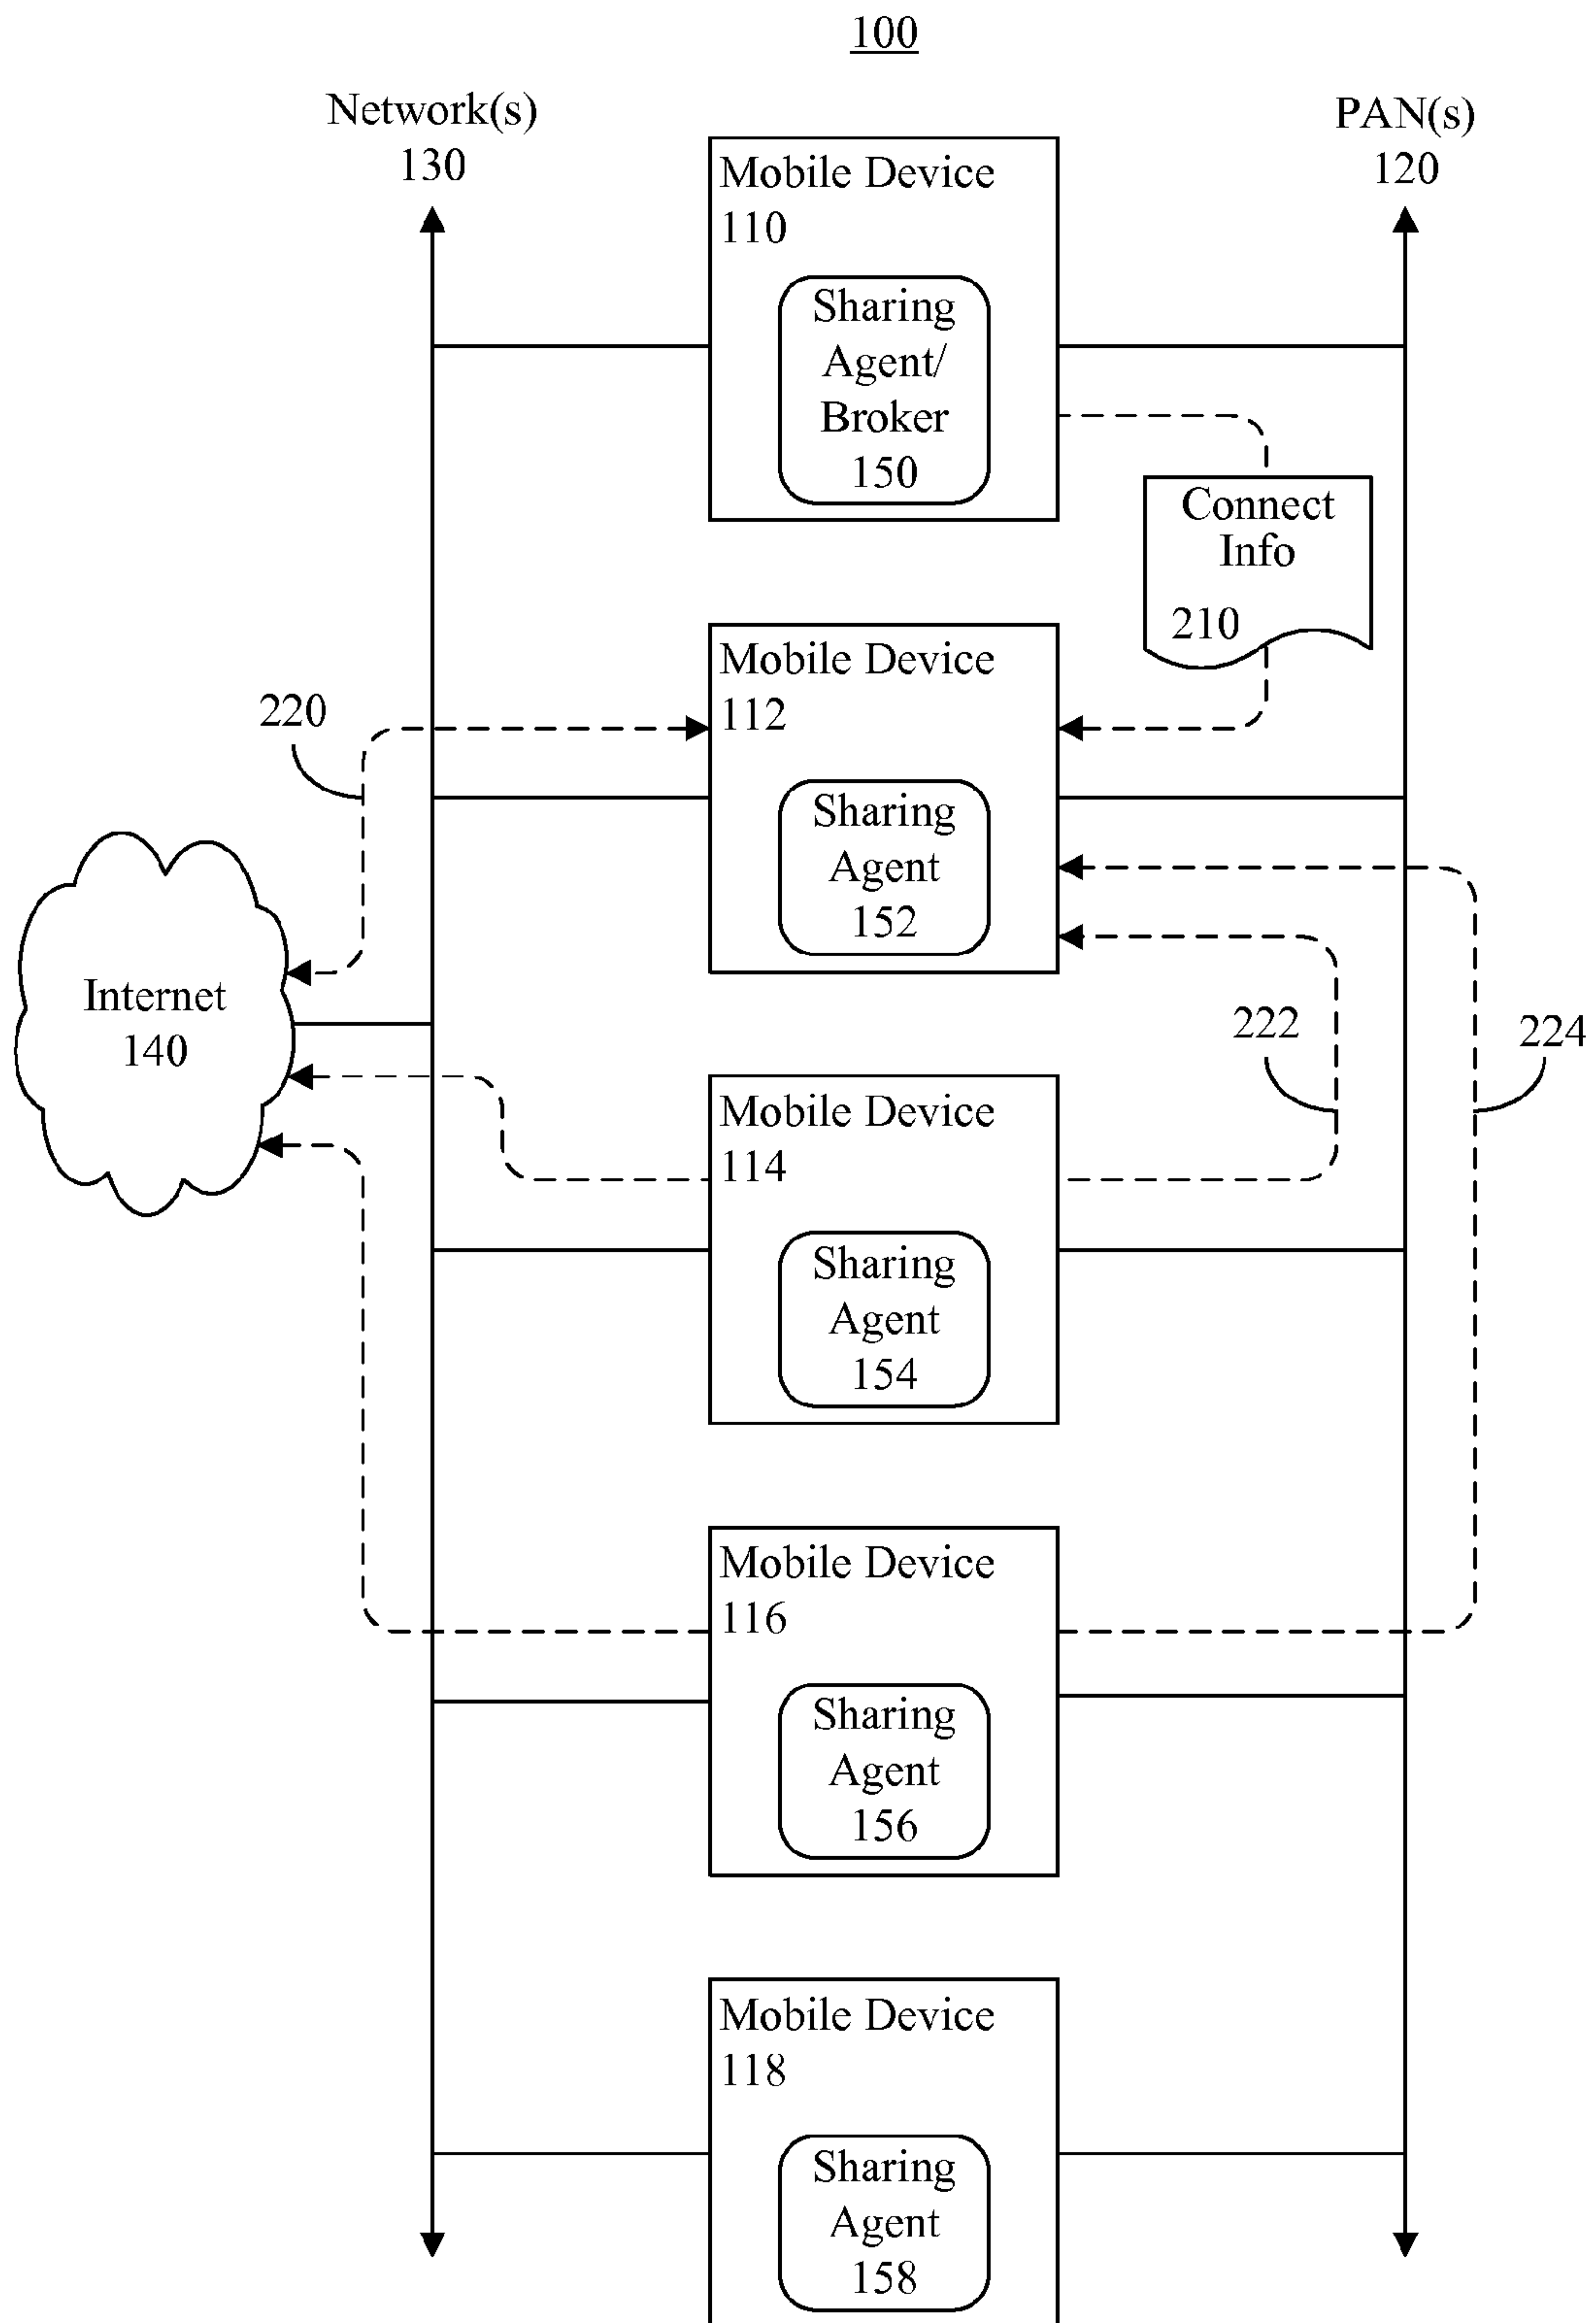 100
Network(s)
130
PAN(s)
120
Mobile Device
110
Sharing
Agent/
Broker
150
Connect
Info
210
Mobile Device
112
220
Sharing
Agent
152
Internet
140
222
224
Mobile Device
114
Sharing
Agent
154
Mobile Device
116
Sharing
Agent
156
Mobile Device
118
Sharing
Agent
158